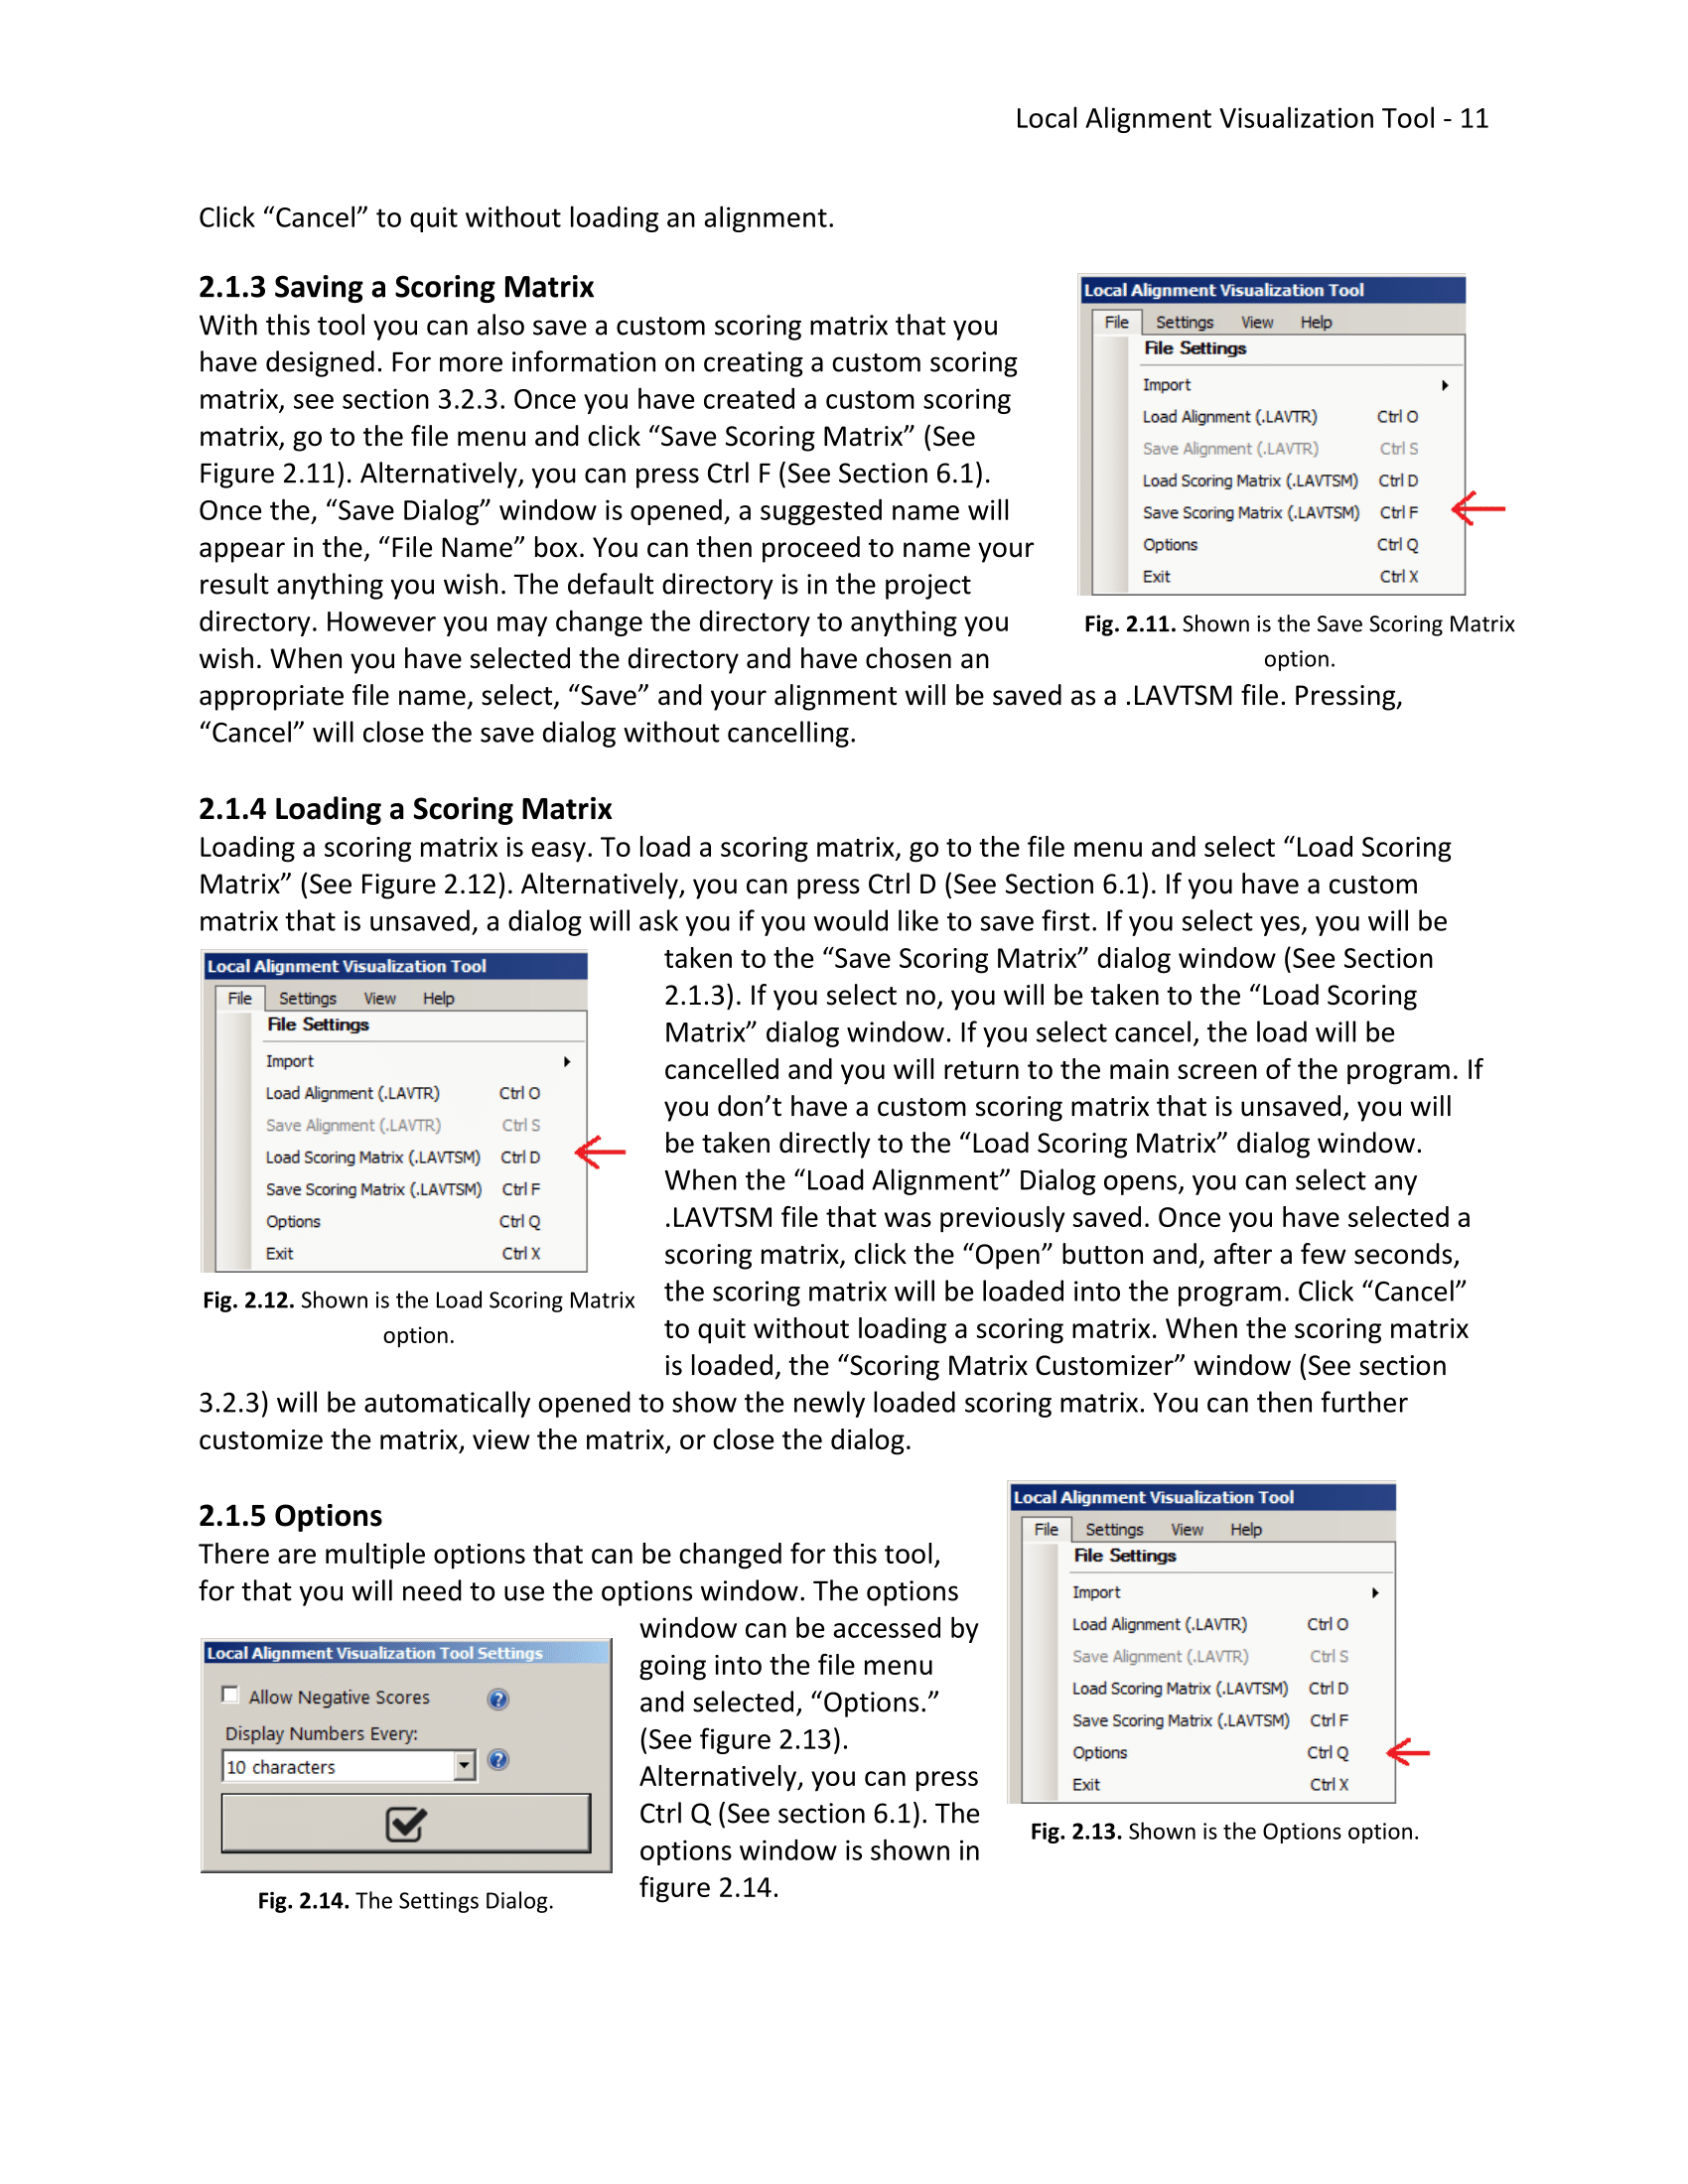 Local Alignment Visualization Tool - 11
Click “Cancel” to quit without loading an alignment.
2.1.3 Saving a Scoring Matrix
With this tool you can also save a custom scoring matrix that you
have designed. For more information on creating a custom scoring
matrix, see section 3.2.3. Once you have created a custom scoring
matrix, go to the file menu and click “Save Scoring Matrix” (See
Figure 2.11). Alternatively, you can press Ctrl F (See Section 6.1).
Once the, “Save Dialog” window is opened, a suggested name will
appear in the, “File Name” box. You can then proceed to name your
result anything you wish. The default directory is in the project
directory. However you may change the directory to anything you
wish. When you have selected the directory and have chosen an
appropriate file name, select, “Save” and your alignment will be saved as a .LAVTSM file. Pressing,
“Cancel” will close the save dialog without cancelling.
Local Alignment Visualization Tool
File Settings View Help
File Settings
Import
Load Alignment (.LAVTR) Ctrl O
Save Alignment (.LAVTR) Ctrl S
Load Scoring Matrix (.LAVTSM) Ctrl D
Save Scoring Matrix (.LAVTSM) Ctrl F
Options Ctrl Q
Exit Ctrl X
Fig. 2.11. Shown is the Save Scoring Matrix
option.
2.1.4 Loading a Scoring Matrix
Loading a scoring matrix is easy. To load a scoring matrix, go to the file menu and select “Load Scoring
Matrix” (See Figure 2.12). Alternatively, you can press Ctrl D (See Section 6.1). If you have a custom
matrix that is unsaved, a dialog will ask you if you would like to save first. If you select yes, you will be
taken to the “Save Scoring Matrix” dialog window (See Section
2.1.3). If you select no, you will be taken to the “Load Scoring
Matrix” dialog window. If you select cancel, the load will be
cancelled and you will return to the main screen of the program. If
you don’t have a custom scoring matrix that is unsaved, you will
be taken directly to the “Load Scoring Matrix” dialog window.
When the “Load Alignment” Dialog opens, you can select any
.LAVTSM file that was previously saved. Once you have selected a
scoring matrix, click the “Open” button and, after a few seconds,
the scoring matrix will be loaded into the program. Click “Cancel”
to quit without loading a scoring matrix. When the scoring matrix
is loaded, the “Scoring Matrix Customizer” window (See section
3.2.3) will be automatically opened to show the newly loaded scoring matrix. You can then further
customize the matrix, view the matrix, or close the dialog.
Local Alignment Visualization Tool
File Settings View Help
File Settings
Import
Load Alignment (.LAVTR) Ctrl O
Save Alignment (.LAVTR) Ctrl S
Load Scoring Matrix (.LAVTSM) Ctrl D
Save Scoring Matrix (.LAVTSM) Ctrl F
Options Ctrl Q
Exit Ctrl X
Fig. 2.12. Shown is the Load Scoring Matrix
option.
2.1.5 Options
There are multiple options that can be changed for this tool,
for that you will need to use the options window. The options
window can be accessed by
going into the file menu
and selected, “Options.”
(See figure 2.13).
Alternatively, you can press
Ctrl Q (See section 6.1). The
options window is shown in
figure 2.14.
Local Alignment Visualization Tool Settings
Allow Negative Scores ?
Display Numbers Every:
10 characters ?
Fig. 2.14. The Settings Dialog.
Local Alignment Visualization Tool
File Settings View Help
File Settings
Import
Load Alignment (.LAVTR) Ctrl O
Save Alignment (.LAVTR) Ctrl S
Load Scoring Matrix (.LAVTSM) Ctrl D
Save Scoring Matrix (.LAVTSM) Ctrl F
Options Ctrl Q
Exit Ctrl X
Fig. 2.13. Shown is the Options option.